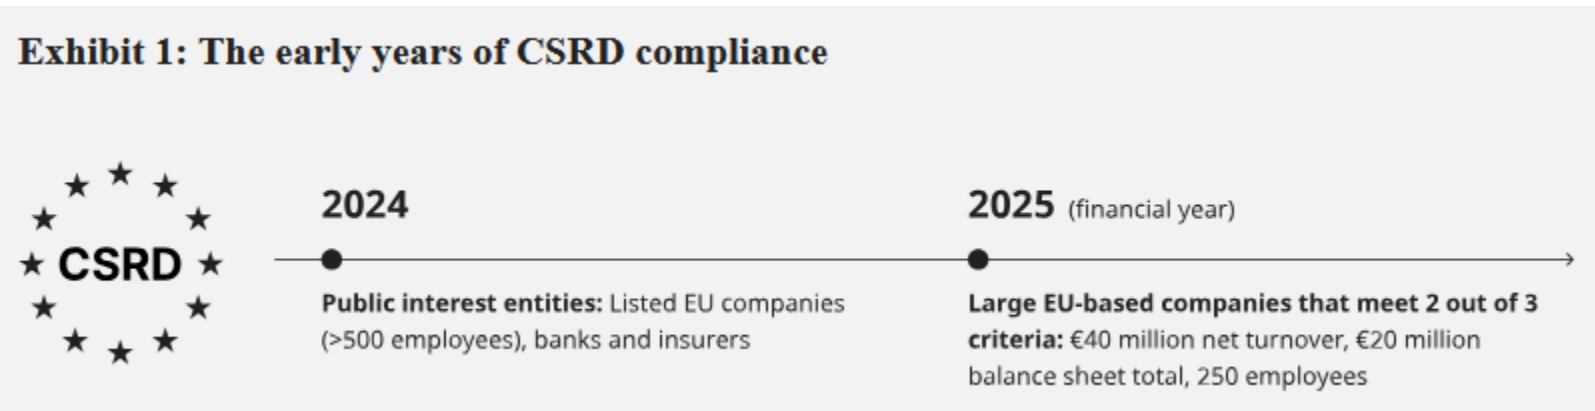 Exhibit 1: The early years of CSRD compliance
CSRD
2024
Public interest entities: Listed EU companies
(>500 employees), banks and insurers
2025 (financial year)
Large EU-based companies that meet 2 out of 3
criteria: €40 million net turnover, €20 million
balance sheet total, 250 employees